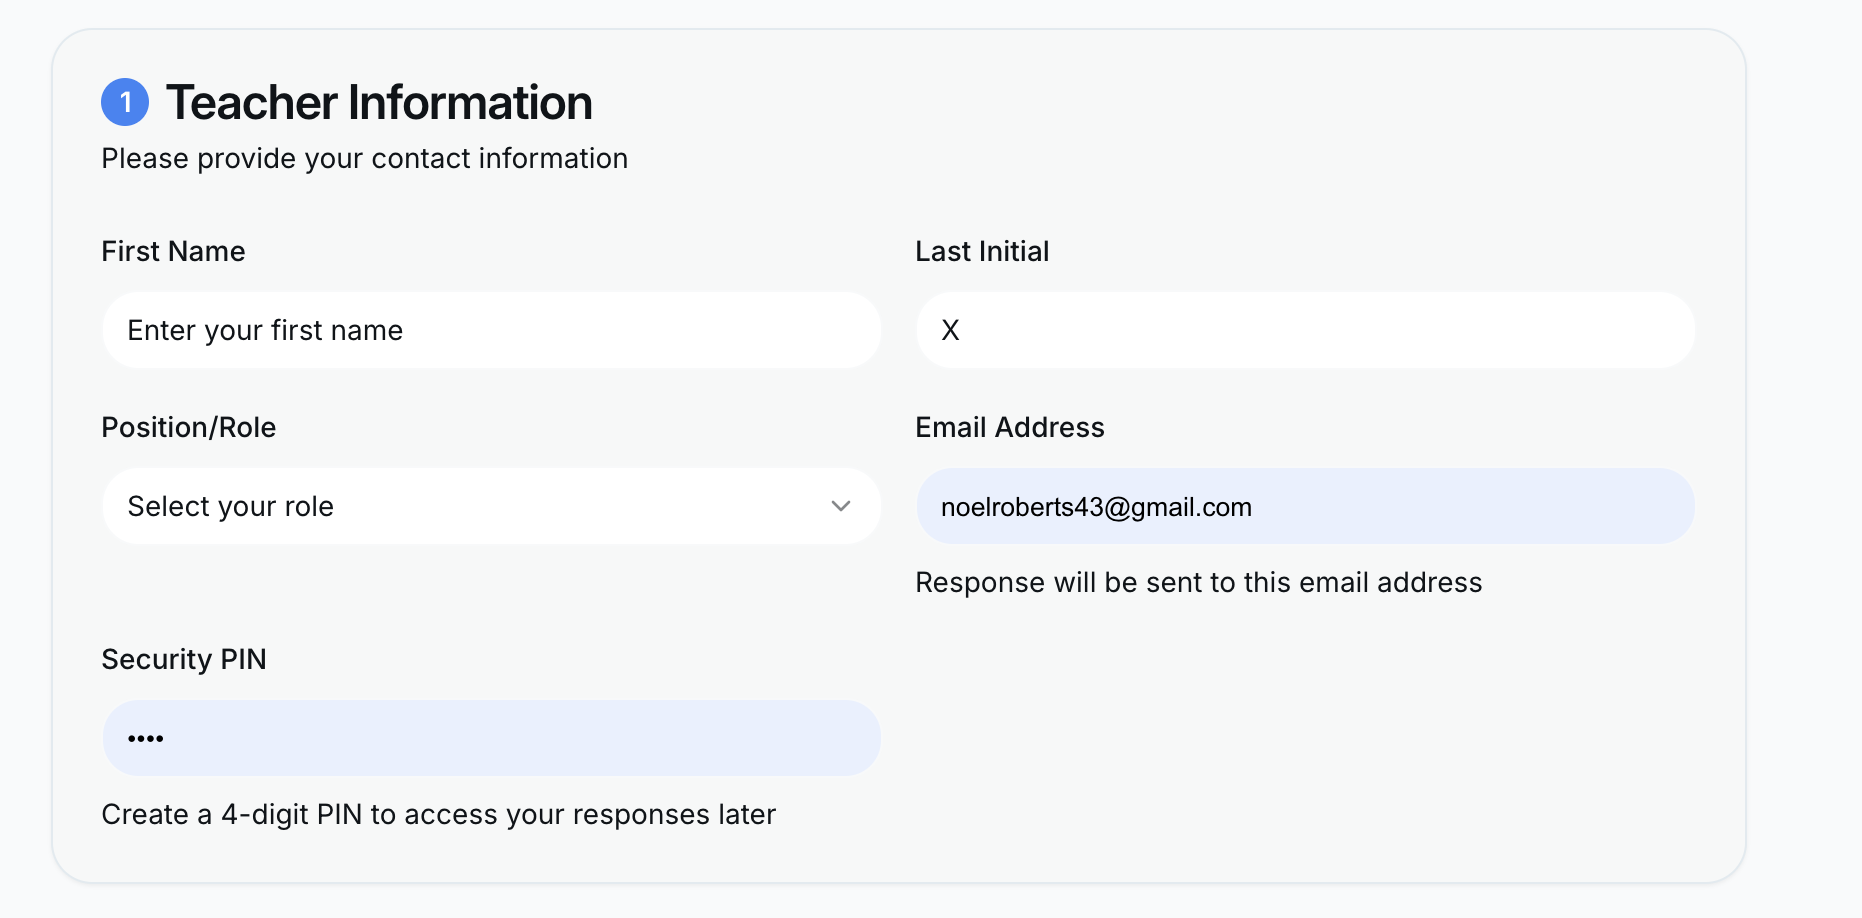 1 Teacher Information
Please provide your contact information
First Name
Last Initial
Enter your first name
X
Position/Role
Email Address
Select your role
noelroberts43@gmail.com
Response will be sent to this email address
Security PIN
••••
Create a 4-digit PIN to access your responses later